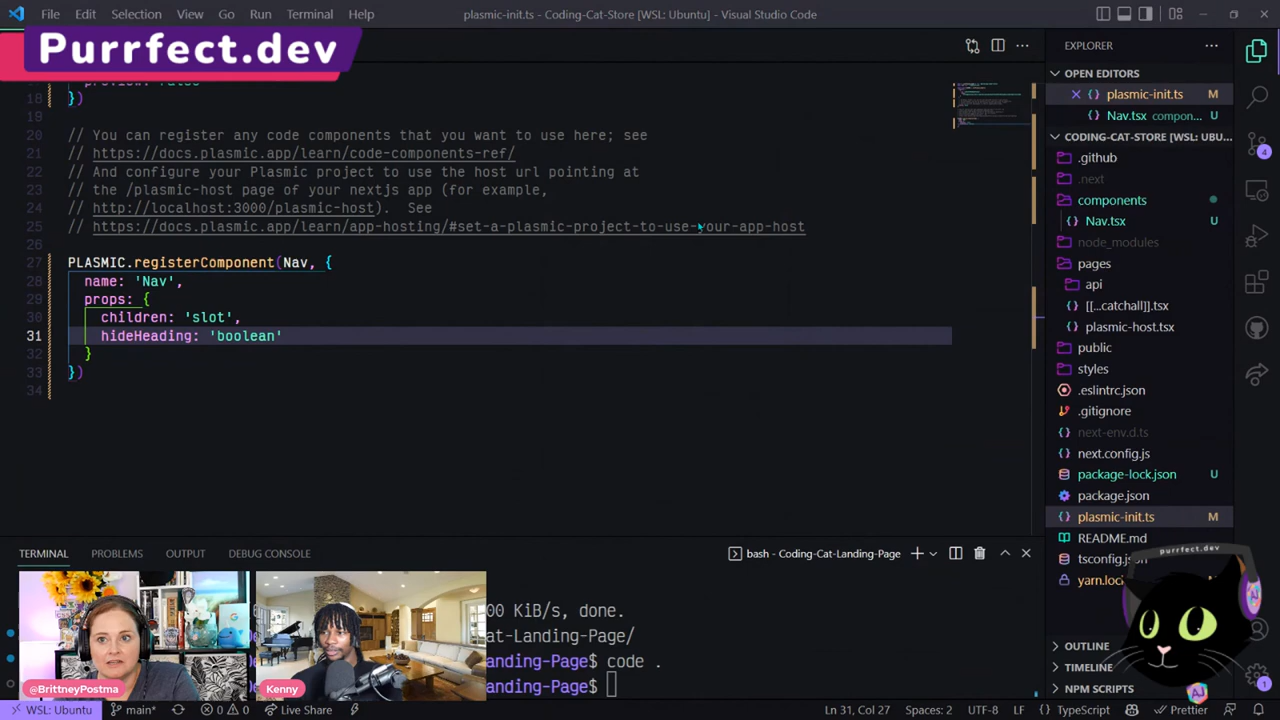 File Edit Selection View Go Run Terminal Help
plasmic-init.ts - Coding-Cat-Store [WSL: Ubuntu] - Visual Studio Code
Purrfect.dev
18 })
19
20 // You can register any code components that you want to use here; see
21 // https://docs.plasmic.app/learn/code-components-ref/
22 // And configure your Plasmic project to use the host url pointing at
23 // the /plasmic-host page of your nextjs app (for example,
24 // http://localhost:3000/plasmic-host). See
25 // https://docs.plasmic.app/learn/app-hosting/#set-a-plasmic-project-to-use-your-app-host
26
27 PLASMIC.registerComponent(Nav, {
28 name: 'Nav',
29 props: {
30 children: 'slot',
31 hideHeading: 'boolean'
32 }
33 })
34
EXPLORER
OPEN EDITORS
plasmic-init.ts M
Nav.tsx compon... U
CODING-CAT-STORE [WSL: UBU...
.github
.next
components
Nav.tsx U
node_modules
pages
api
[[...catchall]].tsx
plasmic-host.tsx
public
styles
.eslintrc.json
.gitignore
next-env.d.ts
next.config.js
package-lock.json U
package.json
plasmic-init.ts M
README.md
tsconfig.
yarn.loc
OUTLINE
TIMELINE
NPM SCRIPTS
4
1
purrfect.dev
AJ
TERMINAL PROBLEMS OUTPUT DEBUG CONSOLE
bash - Coding-Cat-Landing-Page
00 KiB/s, done.
at-Landing-Page/
anding-Page$ code .
anding-Page$
@BrittneyPostma
Kenny
WSL: Ubuntu main* 0 0 Live Share
Ln 31, Col 27 Spaces: 2 UTF-8 LF TypeScript Prettier